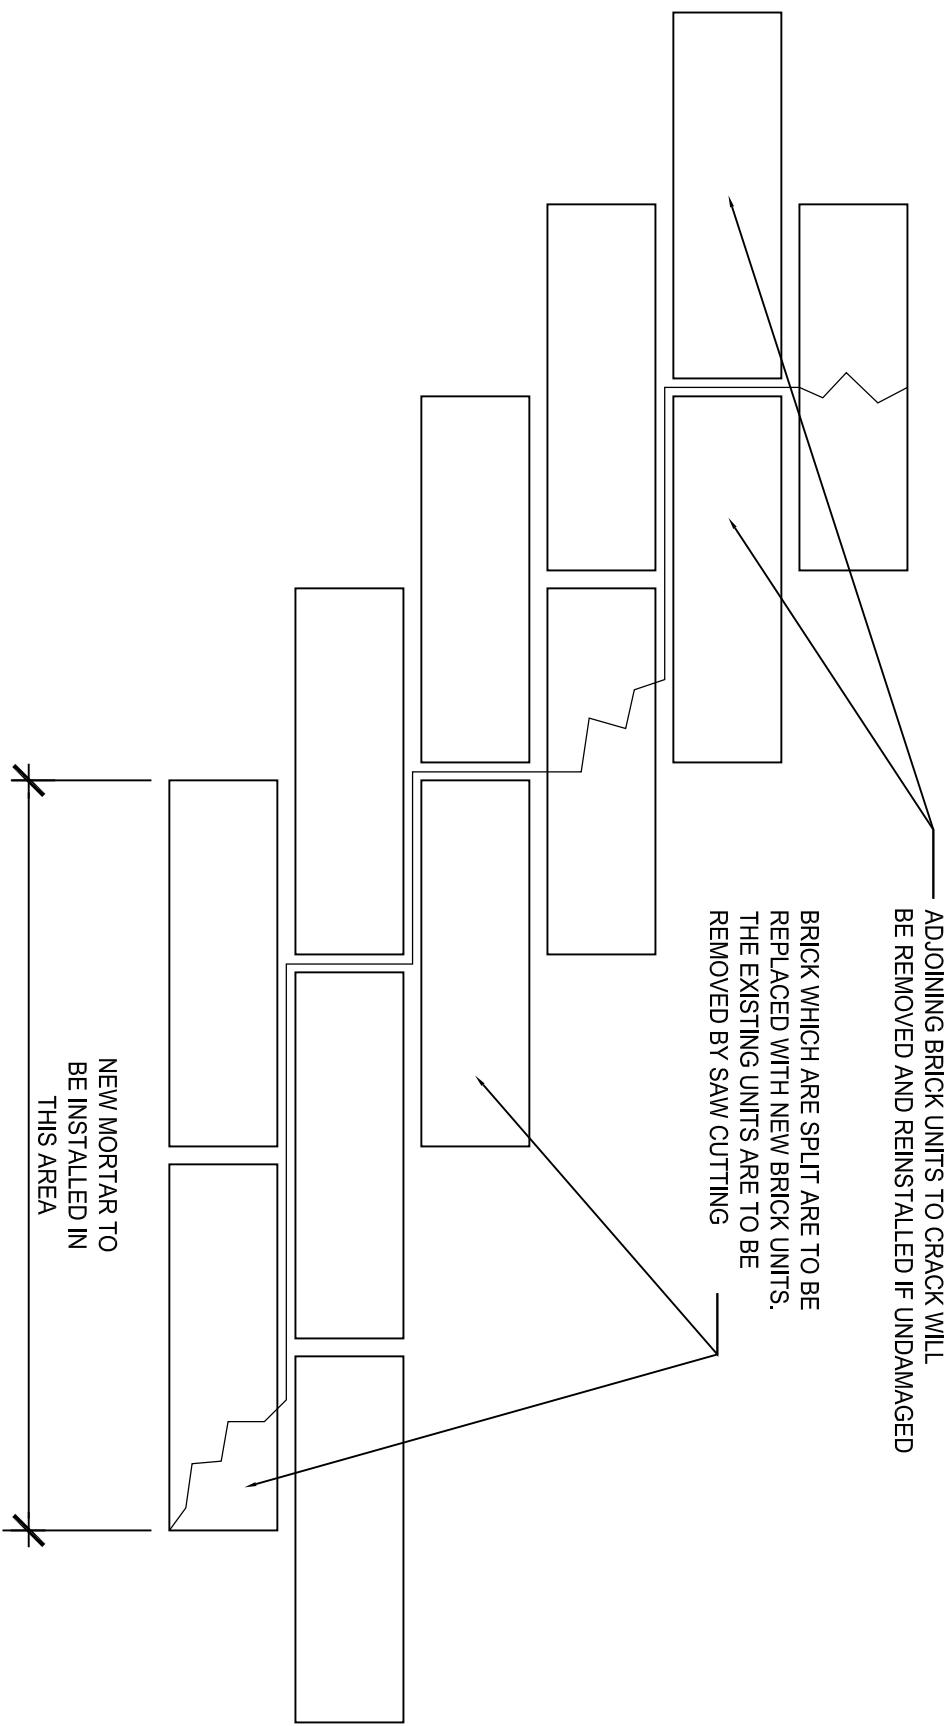 ADJOINING BRICK UNITS TO CRACK WILL
BE REMOVED AND REINSTALLED IF UNDAMAGED
BRICK WHICH ARE SPLIT ARE TO BE
REPLACED WITH NEW BRICK UNITS.
THE EXISTING UNITS ARE TO BE
REMOVED BY SAW CUTTING
NEW MORTAR TO
BE INSTALLED IN
THIS AREA